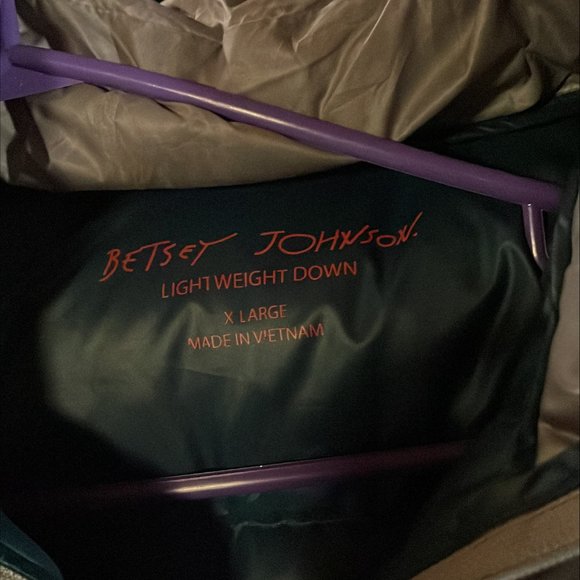 BETSEY JOHNSON.
LIGHTWEIGHT DOWN
X LARGE
MADE IN VIETNAM